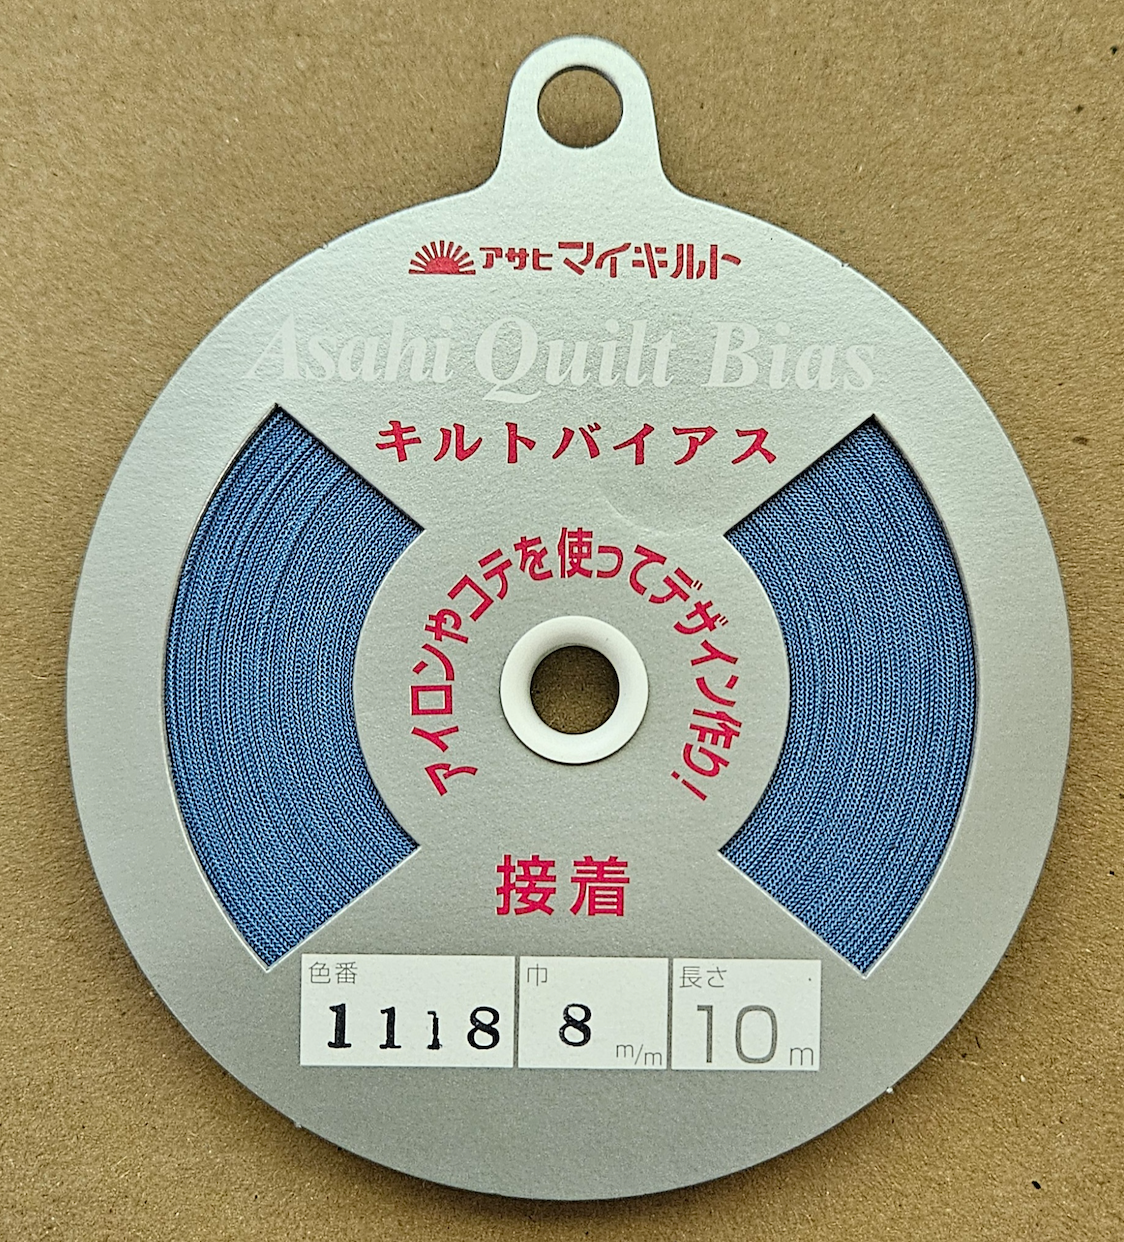 アサヒマイキルト
Asahi Quilt Bias
キルトバイアス
アイロンやコテを使ってデザイン作り!
接着
色番 巾 長さ
1118 8 m/m 10 m